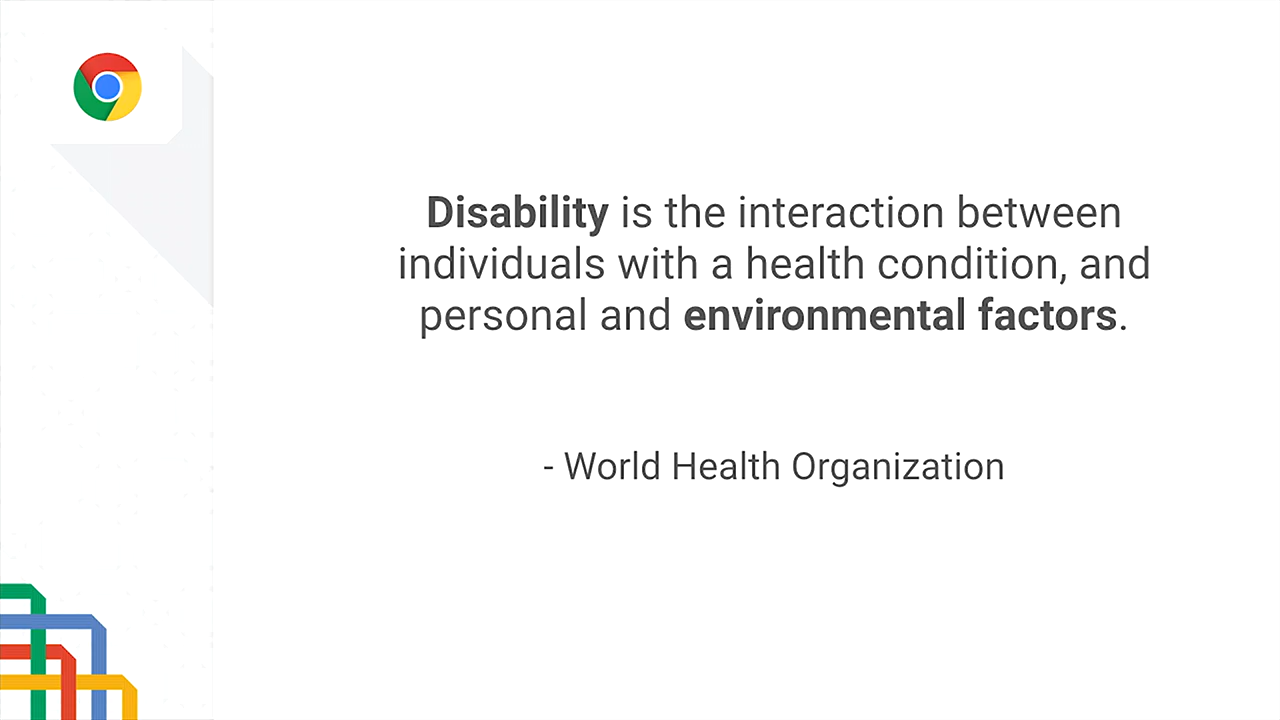 Disability is the interaction between
individuals with a health condition, and
personal and environmental factors.
- World Health Organization